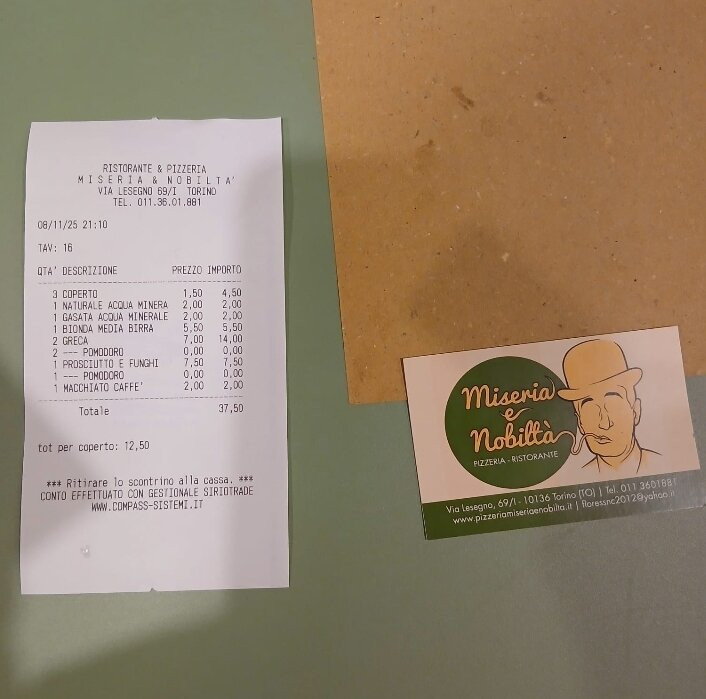 RISTORANTE & PIZZERIA
MISERIA & NOBILTA'
VIA LESEGNO 69/I TORINO
TEL. 011.36.01.881
08/11/25 21:10
TAV: 16
QTA' DESCRIZIONE PREZZO IMPORTO
3 COPERTO 1,50 4,50
1 NATURALE ACQUA MINERA 2,00 2,00
1 GASATA ACQUA MINERALE 2,00 2,00
1 BIONDA MEDIA BIRRA 5,50 5,50
2 GRECA 7,00 14,00
2 --- POMODORO 0,00 0,00
1 PROSCIUTTO E FUNGHI 7,50 7,50
1 --- POMODORO 0,00 0,00
1 MACCHIATO CAFFE' 2,00 2,00
Totale 37,50
tot per coperto: 12,50
*** Ritirare lo scontrino alla cassa. ***
CONTO EFFETTUATO CON GESTIONALE SIRIOTRADE
WWW.COMPASS-SISTEMI.IT
Miseria
e
Nobiltà
PIZZERIA - RISTORANTE
Via Lesegno, 69/I - 10136 Torino (TO) | Tel. 011 3601881
www.pizzeriamiseriaenobilta.it | floressnc2012@yahoo.it